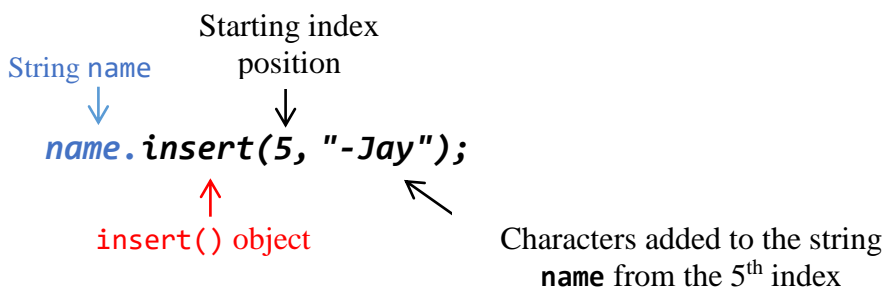 Starting index
position
String name
name.insert(5, "-Jay");
insert() object
Characters added to the string
name from the 5th index